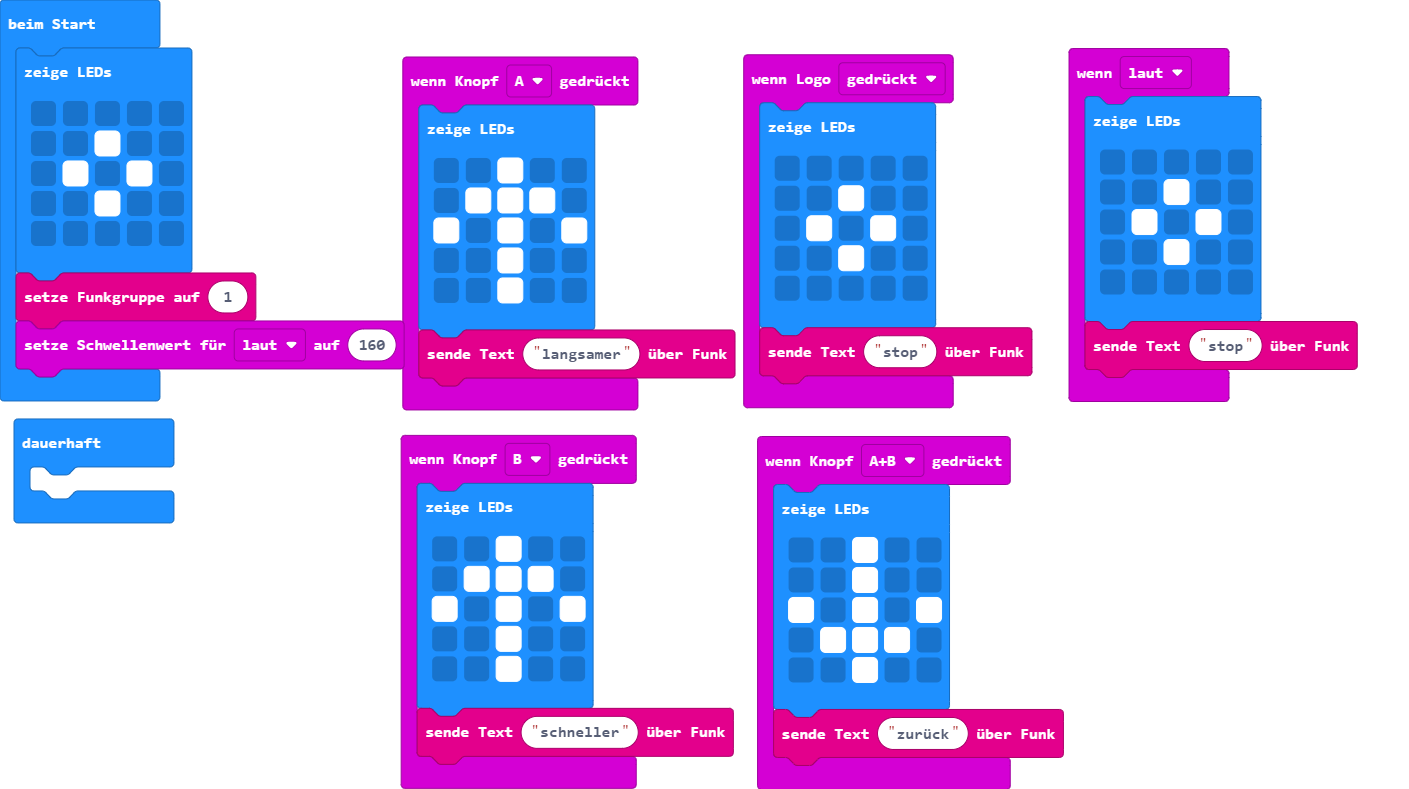 beim Start
zeige LEDs
setze Funkgruppe auf 1
setze Schwellenwert für laut auf 160
dauerhaft
wenn Knopf A gedrückt
zeige LEDs
sende Text "langsamer" über Funk
wenn Logo gedrückt
zeige LEDs
sende Text "stop" über Funk
wenn laut
zeige LEDs
sende Text "stop" über Funk
wenn Knopf B gedrückt
zeige LEDs
sende Text "schneller" über Funk
wenn Knopf A+B gedrückt
zeige LEDs
sende Text "zurück" über Funk